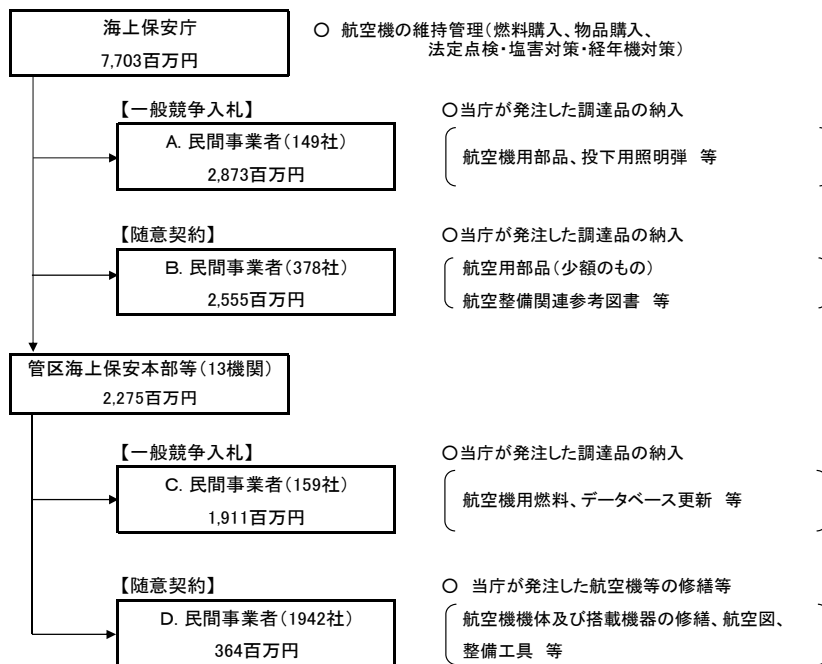 海上保安庁
7,703百万円
○ 航空機の維持管理(燃料購入、物品購入、
法定点検・塩害対策・経年機対策)
【一般競争入札】
○当庁が発注した調達品の納入
A. 民間事業者(149社)
2,873百万円
航空機用部品、投下用照明弾 等
【随意契約】
○当庁が発注した調達品の納入
B. 民間事業者(378社)
2,555百万円
航空用部品(少額のもの)
航空整備関連参考図書 等
管区海上保安本部等(13機関)
2,275百万円
【一般競争入札】
○当庁が発注した調達品の納入
C. 民間事業者(159社)
1,911百万円
航空機用燃料、データベース更新 等
【随意契約】
○ 当庁が発注した航空機等の修繕等
D. 民間事業者(1942社)
364百万円
航空機機体及び搭載機器の修繕、航空図、
整備工具 等